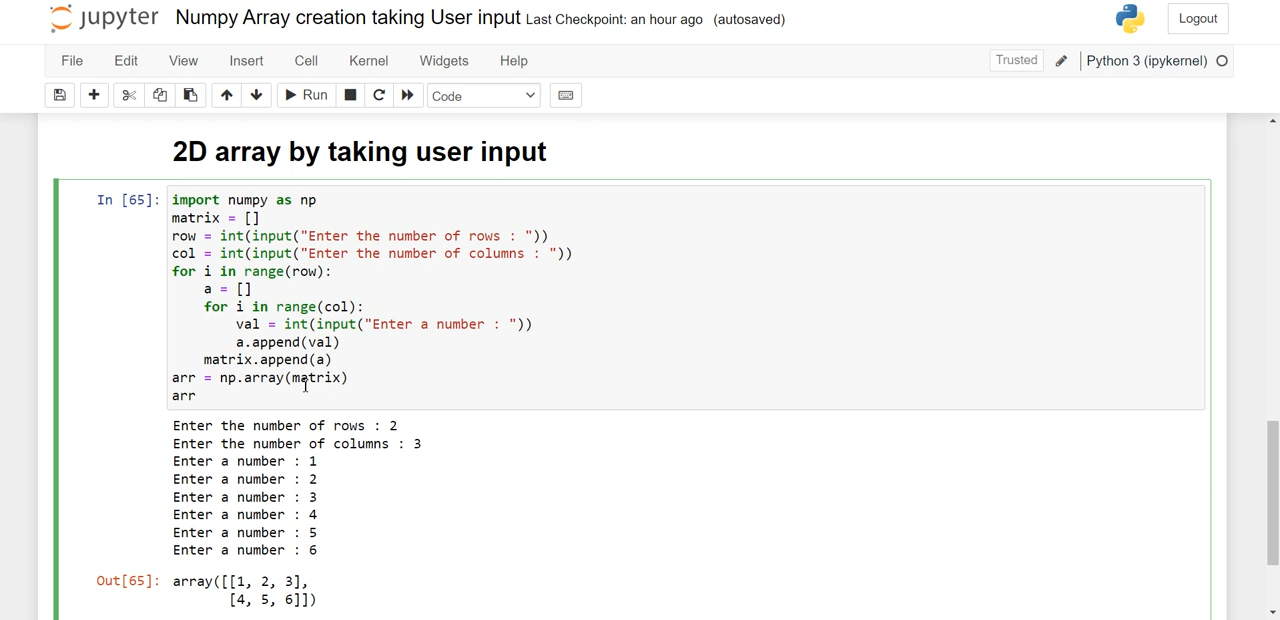 jupyter Numpy Array creation taking User input Last Checkpoint: an hour ago (autosaved) Logout
File Edit View Insert Cell Kernel Widgets Help Trusted Python 3 (ipykernel)
Run Code
2D array by taking user input
In [65]: import numpy as np
matrix = []
row = int(input("Enter the number of rows : "))
col = int(input("Enter the number of columns : "))
for i in range(row):
    a = []
    for i in range(col):
        val = int(input("Enter a number : "))
        a.append(val)
    matrix.append(a)
arr = np.array(matrix)
arr
Enter the number of rows : 2
Enter the number of columns : 3
Enter a number : 1
Enter a number : 2
Enter a number : 3
Enter a number : 4
Enter a number : 5
Enter a number : 6
Out[65]: array([[1, 2, 3],
       [4, 5, 6]])